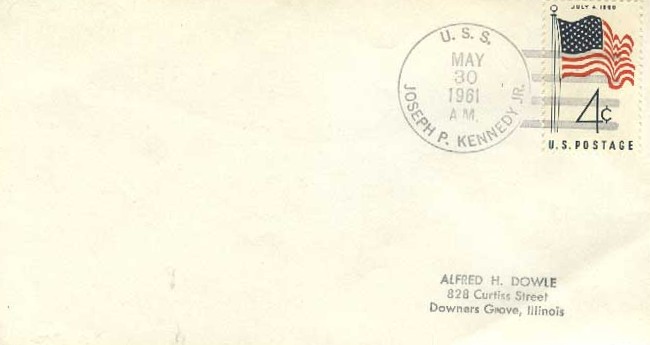 U. S. S.
MAY
30
1961
A.M.
JOSEPH P. KENNEDY JR.
JULY 4, 1960
4¢
U.S. POSTAGE
ALFRED H. DOWLE
828 Curtiss Street
Downers Grove, Illinois